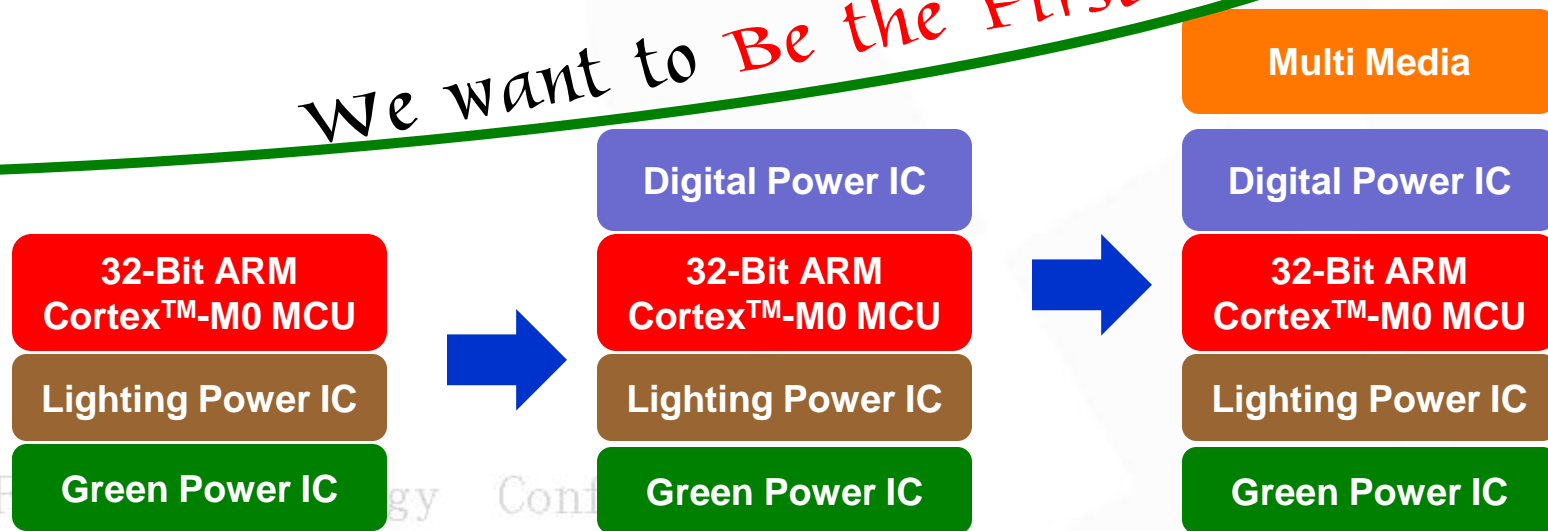 We want to Be the First
Multi Media
Digital Power IC
Digital Power IC
32-Bit ARM
Cortex™-M0 MCU
32-Bit ARM
Cortex™-M0 MCU
32-Bit ARM
Cortex™-M0 MCU
Lighting Power IC
Lighting Power IC
Lighting Power IC
Green Power IC
Green Power IC
Green Power IC